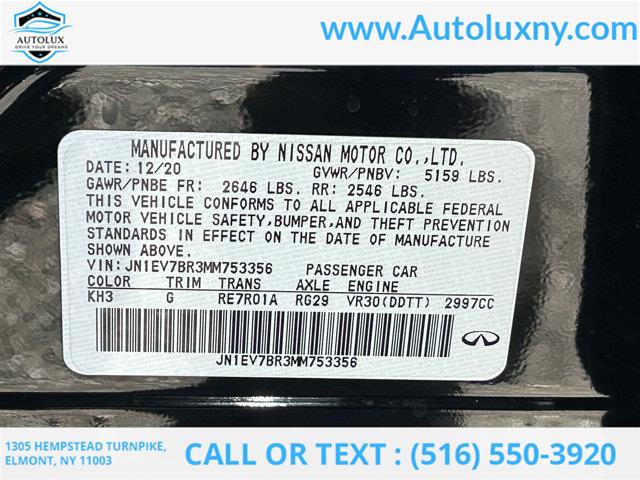 AUTOLUX
DRIVE YOUR DREAMS
www.Autoluxny.com
MANUFACTURED BY NISSAN MOTOR CO.,LTD.
DATE: 12/20 GVWR/PNBV: 5159 LBS.
GAWR/PNBE FR: 2646 LBS. RR: 2546 LBS.
THIS VEHICLE CONFORMS TO ALL APPLICABLE FEDERAL
MOTOR VEHICLE SAFETY,BUMPER,AND THEFT PREVENTION
STANDARDS IN EFFECT ON THE DATE OF MANUFACTURE
SHOWN ABOVE.
VIN:JN1EV7BR3MM753356 PASSENGER CAR
COLOR TRIM TRANS AXLE ENGINE
KH3 G RE7R01A RG29 VR30(DDTT) 2997CC
JN1EV7BR3MM753356
1305 HEMPSTEAD TURNPIKE,
ELMONT, NY 11003
CALL OR TEXT : (516) 550-3920